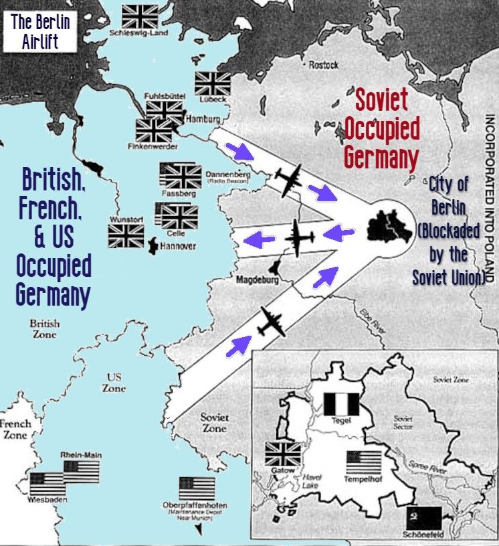 The Berlin
Airlift
Schleswig-Land
Rostock
Lübeck
Fuhlsbüttel
Hamburg
Finkenwerder
Soviet
Occupied
Germany
INCORPORATED INTO POLAND
Dannenberg
(Radio Beacon)
Fassberg
British,
French,
& US
Occupied
Germany
City of
Berlin
(Blockaded
by the
Soviet Union)
Wunstorf
Celle
Hannover
Magdeburg
Elbe River
British
Zone
US
Zone
French
Zone
Soviet
Zone
Rhein-Main
Wiesbaden
Oberpfaffenhofen
(Maintenance Depot
Near Munich)
Soviet Zone
Tegel
Soviet
Sector
Gatow
Havel
Lake
Tempelhof
Spree River
Schönefeld